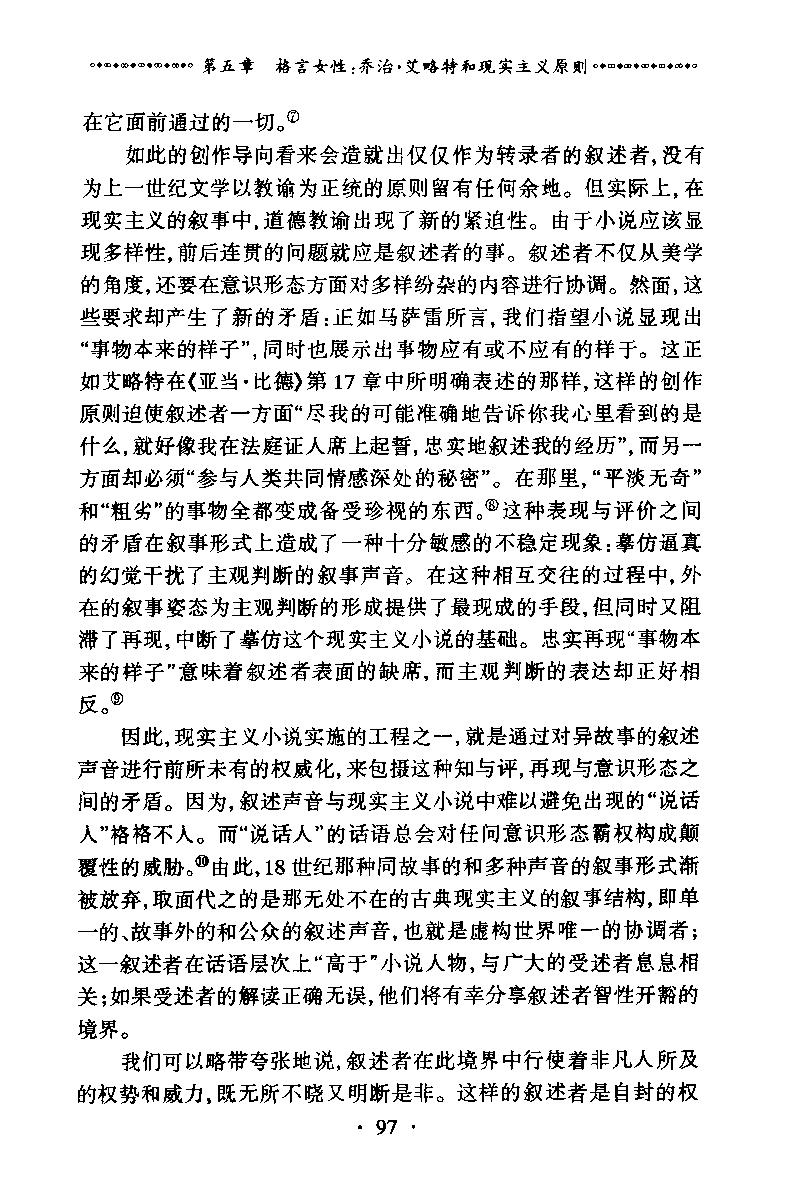 第五章 格言女性:乔治·艾略特和现实主义原则
在它面前通过的一切。⑦
如此的创作导向看来会造就出仅仅作为转录者的叙述者,没有
为上一世纪文学以教谕为正统的原则留有任何余地。但实际上,在
现实主义的叙事中,道德教谕出现了新的紧迫性。由于小说应该显
现多样性,前后连贯的问题就应是叙述者的事。叙述者不仅从美学
的角度,还要在意识形态方面对多样纷杂的内容进行协调。然面,这
些要求却产生了新的矛盾:正如马萨雷所言,我们指望小说显现出
“事物本来的样子”,同时也展示出事物应有或不应有的样于。这正
如艾略特在《亚当·比德》第17章中所明确表述的那样,这样的创作
原则迫使叙述者一方面“尽我的可能准确地告诉你我心里看到的是
什么,就好像我在法庭证人席上起誓,忠实地叙述我的经历”,而另一
方面却必须“参与人类共同情感深处的秘密”。在那里,“平淡无奇”
和“粗劣”的事物全都变成备受珍视的东西。⑧这种表现与评价之间
的矛盾在叙事形式上造成了一种十分敏感的不稳定现象:摹仿逼真
的幻觉干扰了主观判断的叙事声音。在这种相互交往的过程中,外
在的叙事姿态为主观判断的形成提供了最现成的手段,但同时又阻
滞了再现,中断了摹仿这个现实主义小说的基础。忠实再现“事物本
来的样子”意味着叙述者表面的缺席,而主观判断的表达却正好相
反。⑨
因此,现实主义小说实施的工程之一,就是通过对异故事的叙述
声音进行前所未有的权威化,来包摄这种知与评,再现与意识形态之
间的矛盾。因为,叙述声音与现实主义小说中难以避免出现的“说话
人”格格不人。而“说话人”的话语总会对任问意识形态霸权构成颠
覆性的威胁。⑩由此,18世纪那种同故事的和多种声音的叙事形式渐
被放弃,取面代之的是那无处不在的古典现实主义的叙事结构,即单
一的、故事外的和公众的叙述声音,也就是虚构世界唯一的协调者;
这一叙述者在话语层次上“高于”小说人物,与广大的受述者息息相
关;如果受述者的解读正确无误,他们将有幸分享叙述者智性开豁的
境界。
我们可以略带夸张地说,叙述者在此境界中行使着非凡人所及
的权势和威力,既无所不晓又明断是非。这样的叙述者是自封的权
· 97 ·